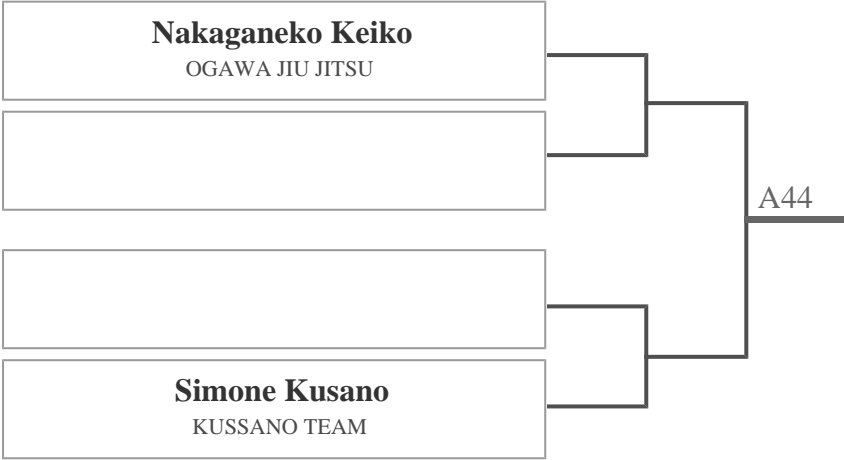 Nakaganeko Keiko
OGAWA JIU JITSU
A44
Simone Kusano
KUSSANO TEAM